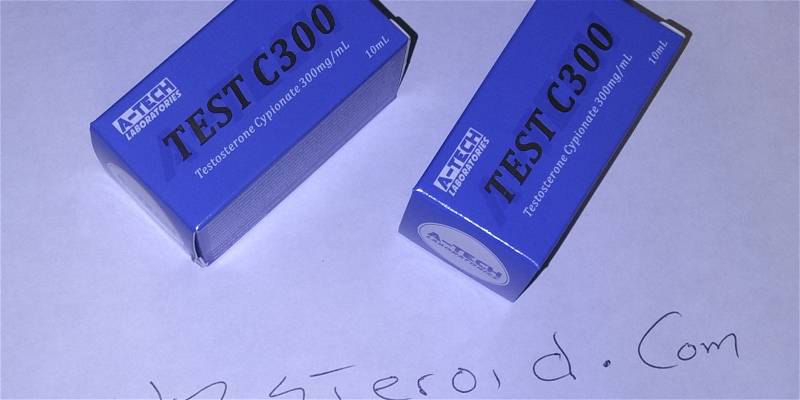 A-TECH
LABORATORIES
TEST C300
Testosterone Cypionate 300mg/mL
10mL
A-TECH
LABORATORIES
TEST C300
Testosterone Cypionate 300mg/mL
10mL
A-TECH
LABORATORIES
steroid.Com